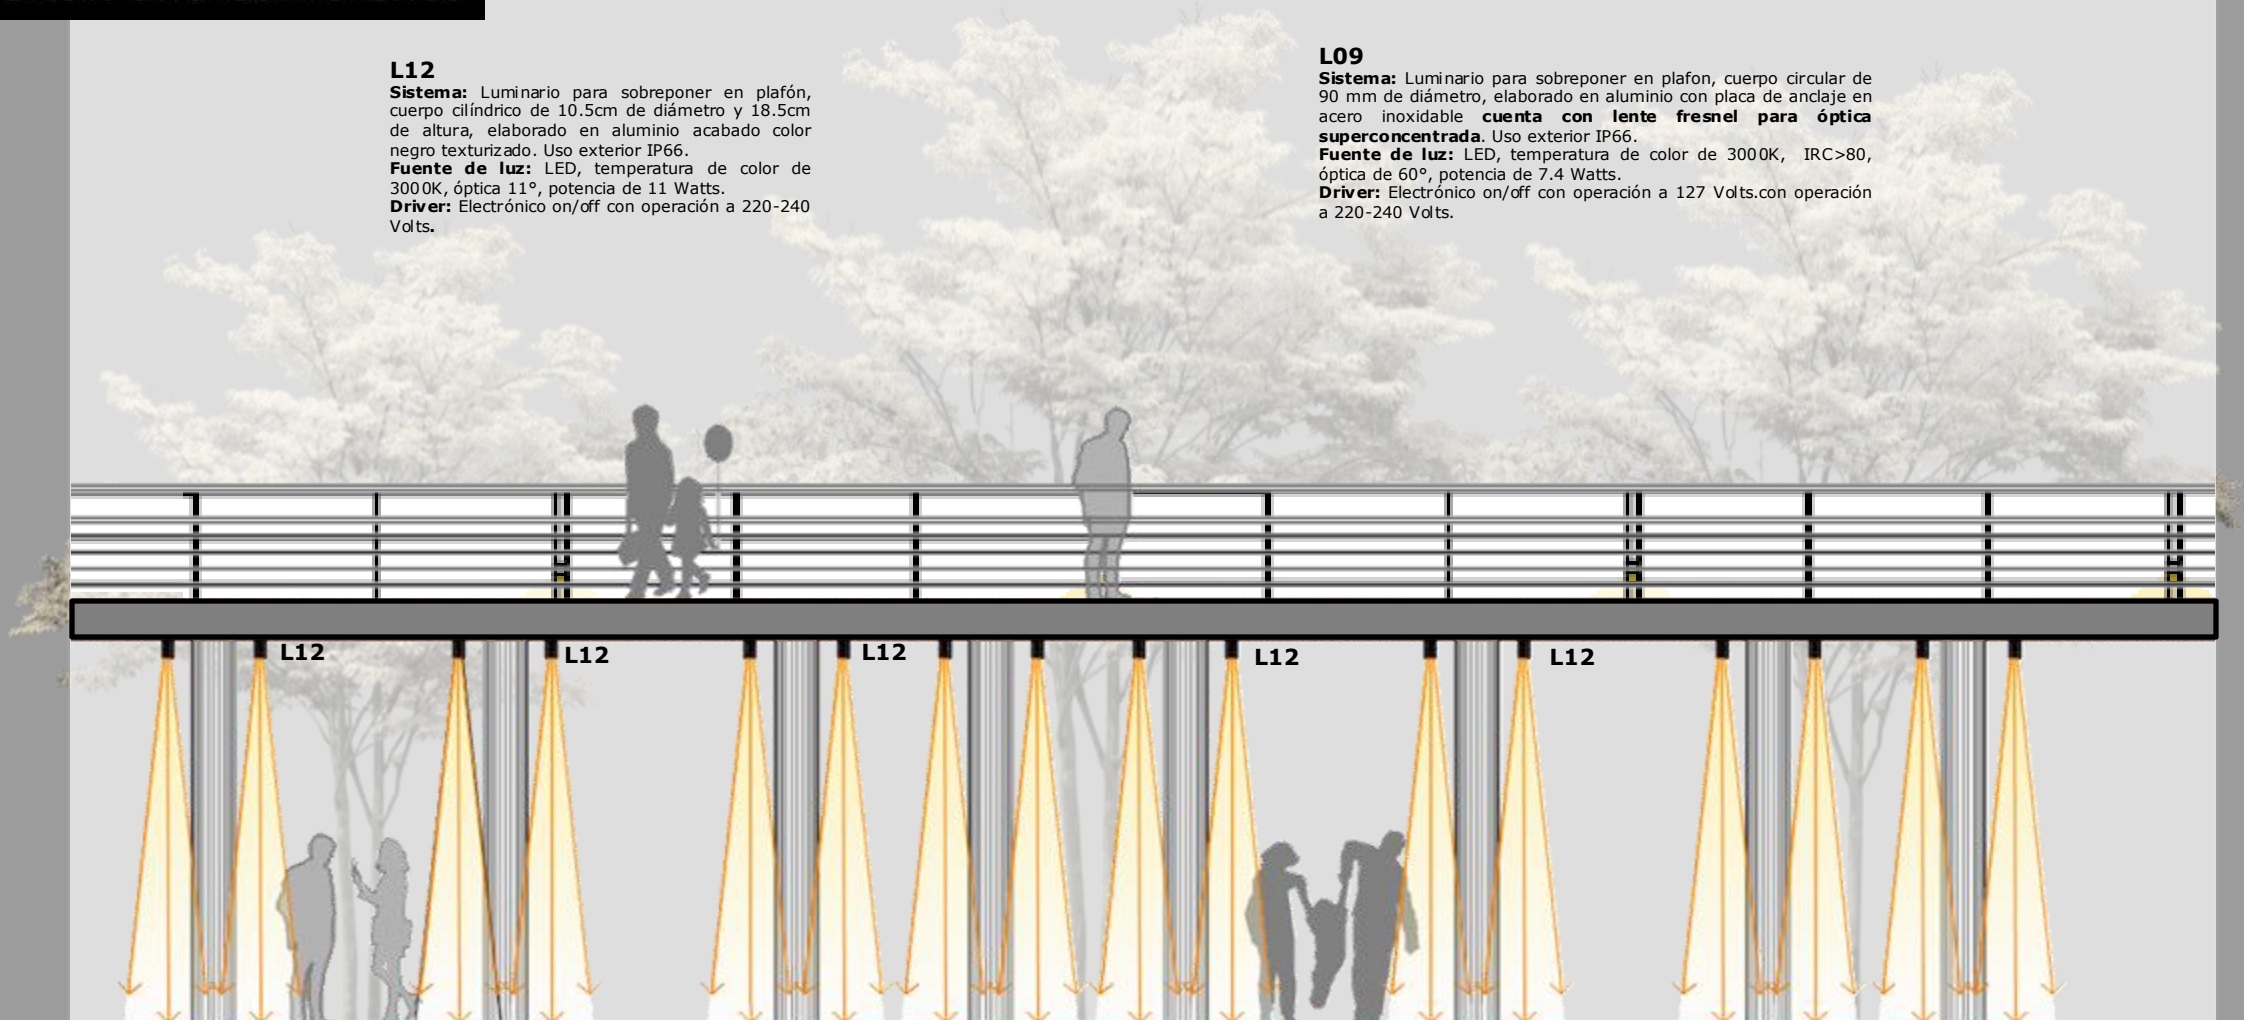 L12
Sistema: Luminario para sobreponer en plafón,
cuerpo cilíndrico de 10.5cm de diámetro y 18.5cm
de altura, elaborado en aluminio acabado color
negro texturizado. Uso exterior IP66.
Fuente de luz: LED, temperatura de color de
3000K, óptica 11°, potencia de 11 Watts.
Driver: Electrónico on/off con operación a 220-240
Volts.
L09
Sistema: Luminario para sobreponer en plafon, cuerpo circular de
90 mm de diámetro, elaborado en aluminio con placa de anclaje en
acero inoxidable cuenta con lente fresnel para óptica
superconcentrada. Uso exterior IP66.
Fuente de luz: LED, temperatura de color de 3000K, IRC>80,
óptica de 60°, potencia de 7.4 Watts.
Driver: Electrónico on/off con operación a 127 Volts.con operación
a 220-240 Volts.
L12
L12
L12
L12
L12